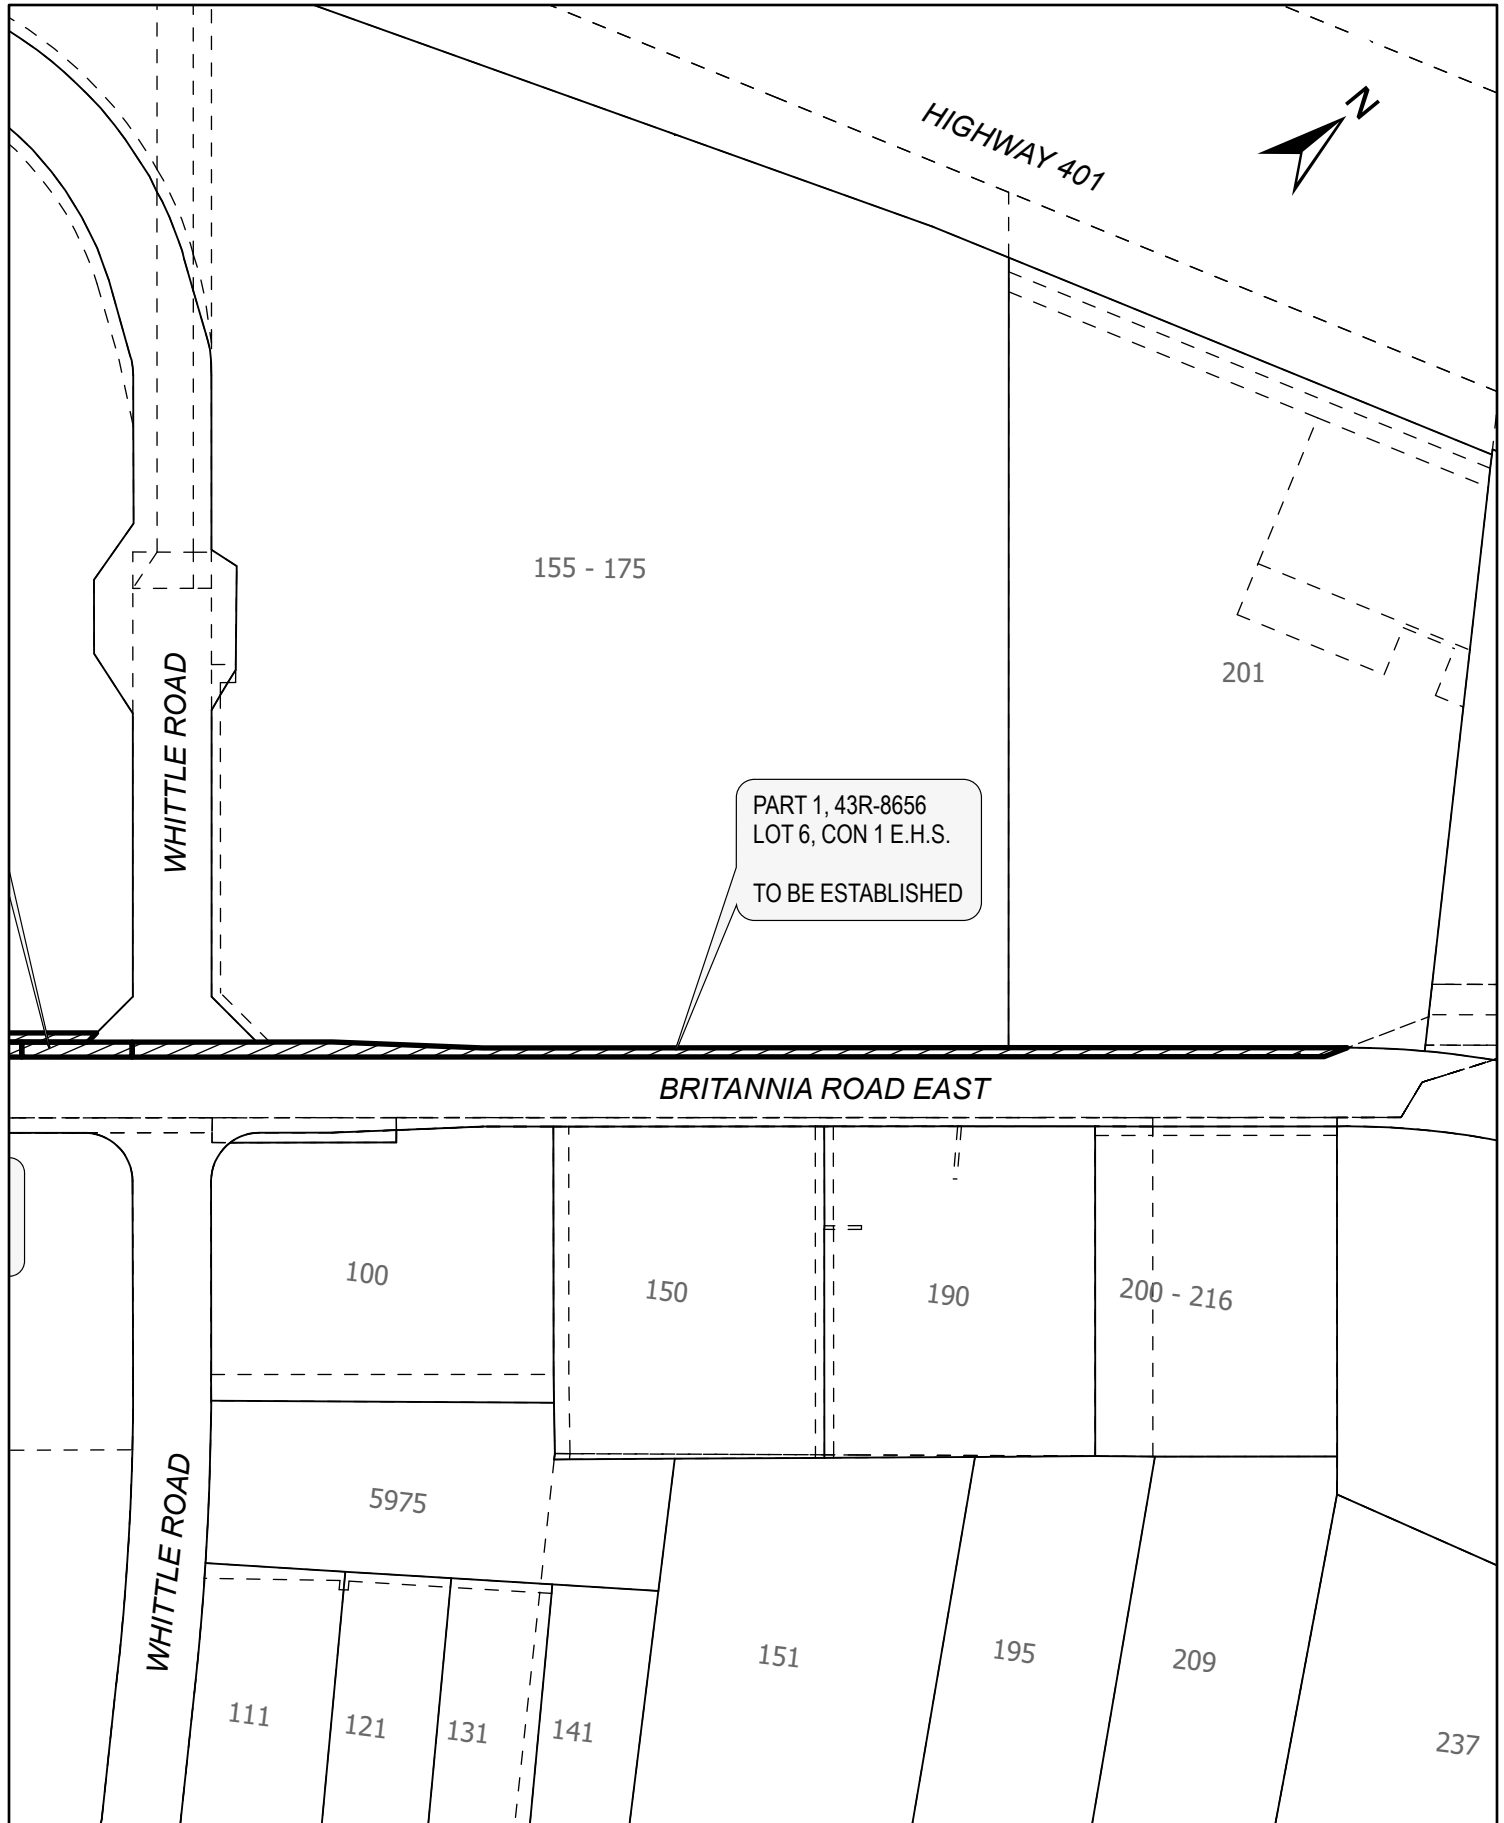 N
HIGHWAY 401
155 - 175
201
WHITTLE ROAD
PART 1, 43R-8656
LOT 6, CON 1 E.H.S.
TO BE ESTABLISHED
BRITANNIA ROAD EAST
100
150
190
200 - 216
5975
WHITTLE ROAD
111
121
131
141
151
195
209
237